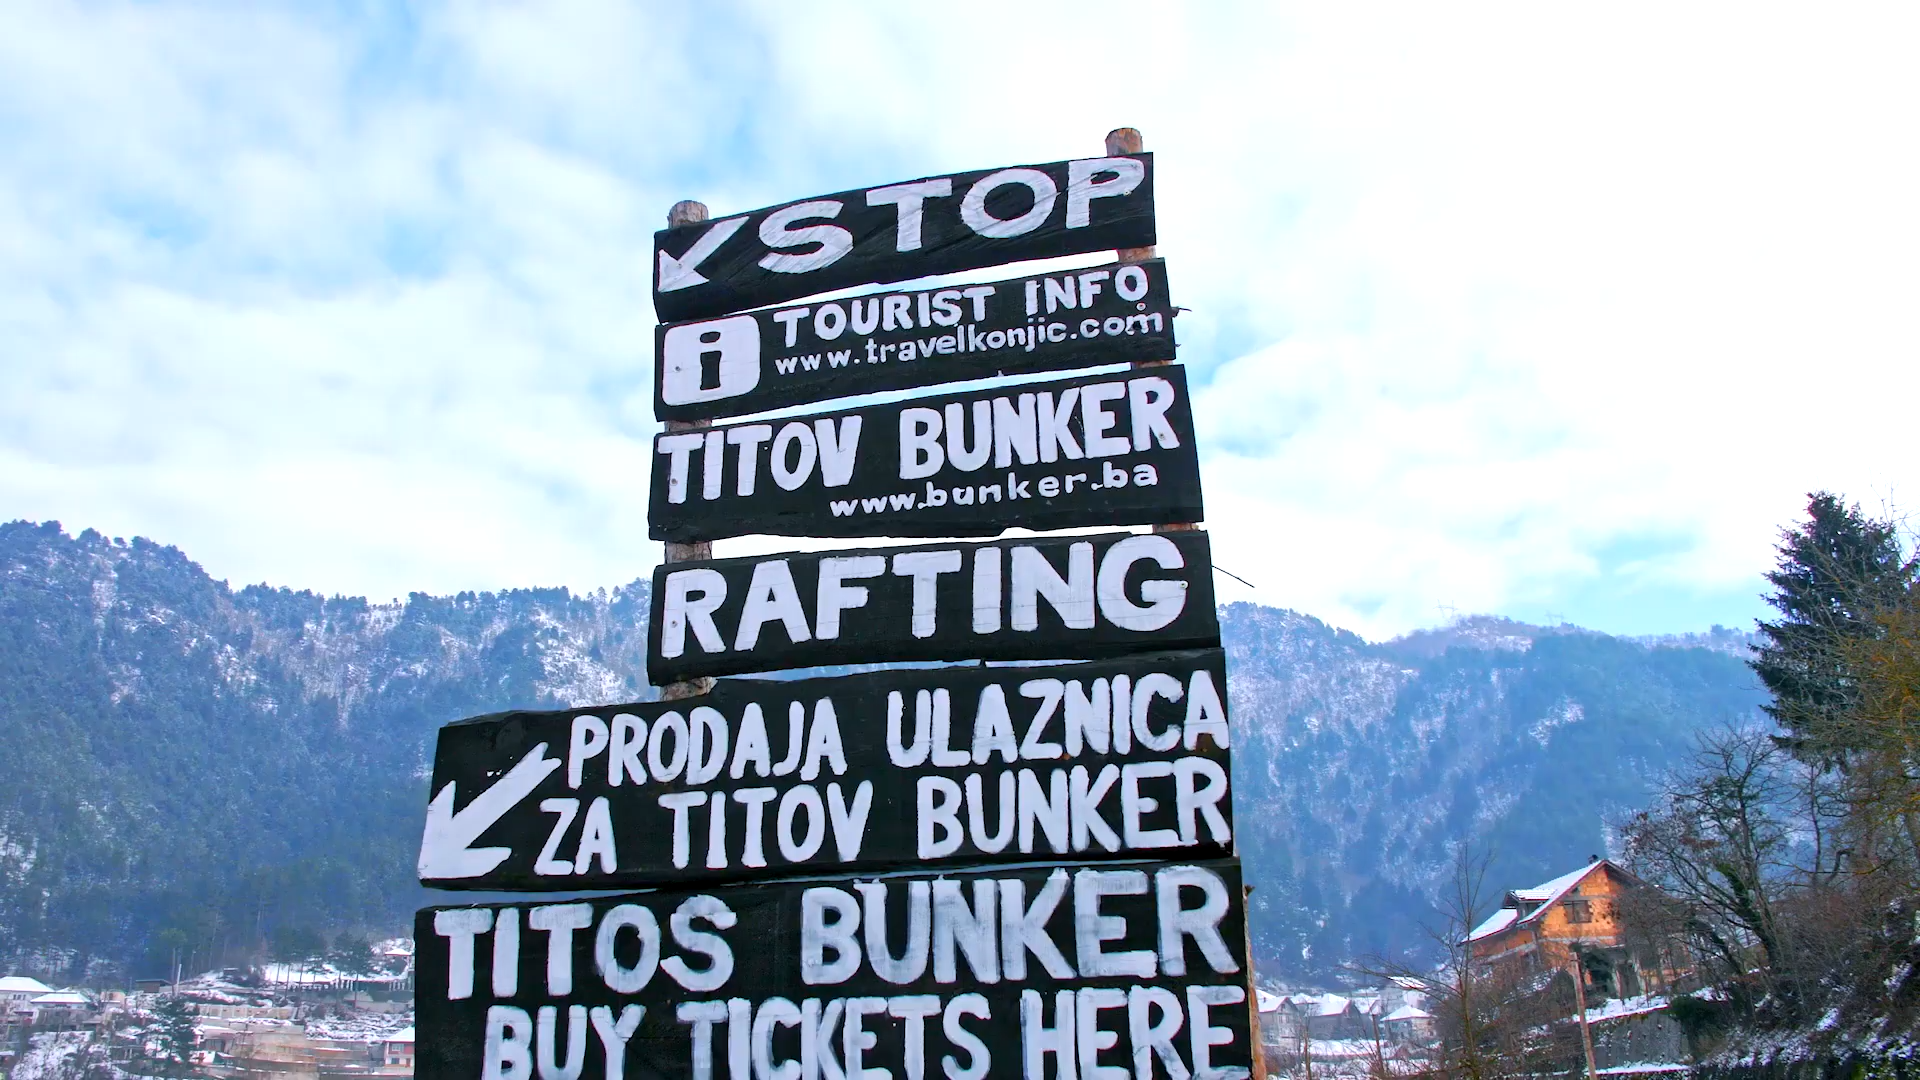 STOP
i TOURIST INFO
www.travelkonjic.com
TITOV BUNKER
www.bunker.ba
RAFTING
PRODAJA ULAZNICA
ZA TITOV BUNKER
TITOS BUNKER
BUY TICKETS HERE